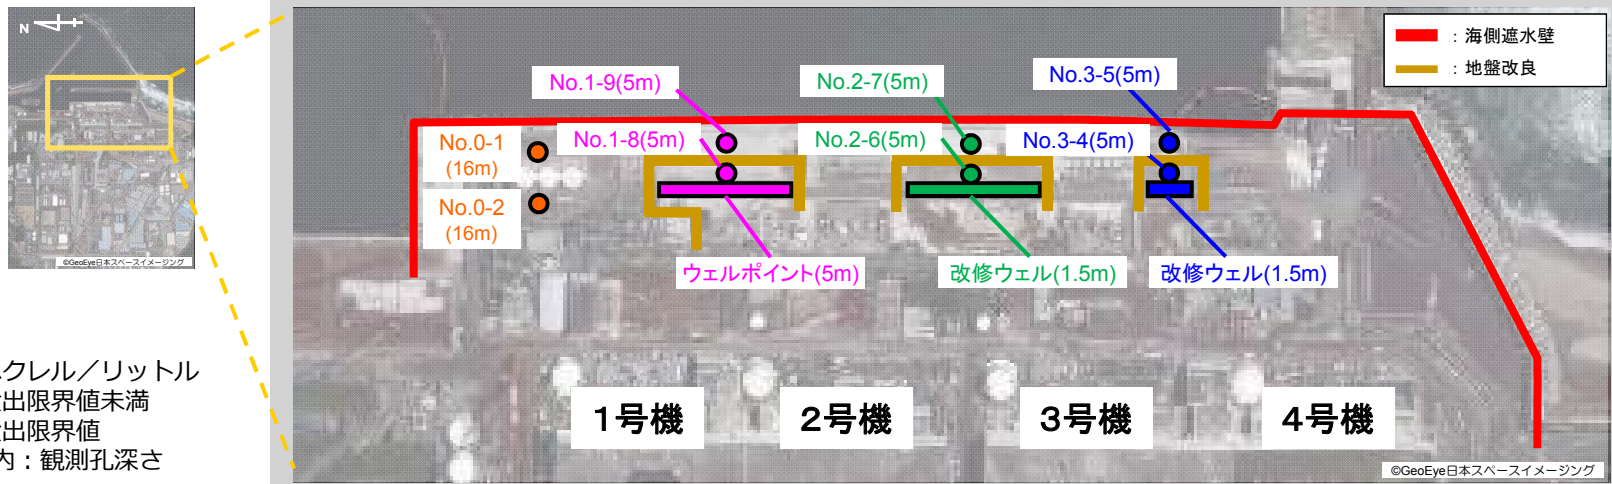 N
©GeoEye日本スペースイメージング
クレル／リットル
出限界値未満
出限界値
内：観測孔深さ
：海側遮水壁
：地盤改良
No.1-9(5m)
No.2-7(5m)
No.3-5(5m)
No.0-1
(16m)
No.1-8(5m)
No.2-6(5m)
No.3-4(5m)
No.0-2
(16m)
ウェルポイント(5m)
改修ウェル(1.5m)
改修ウェル(1.5m)
1号機
2号機
3号機
4号機
©GeoEye日本スペースイメージング